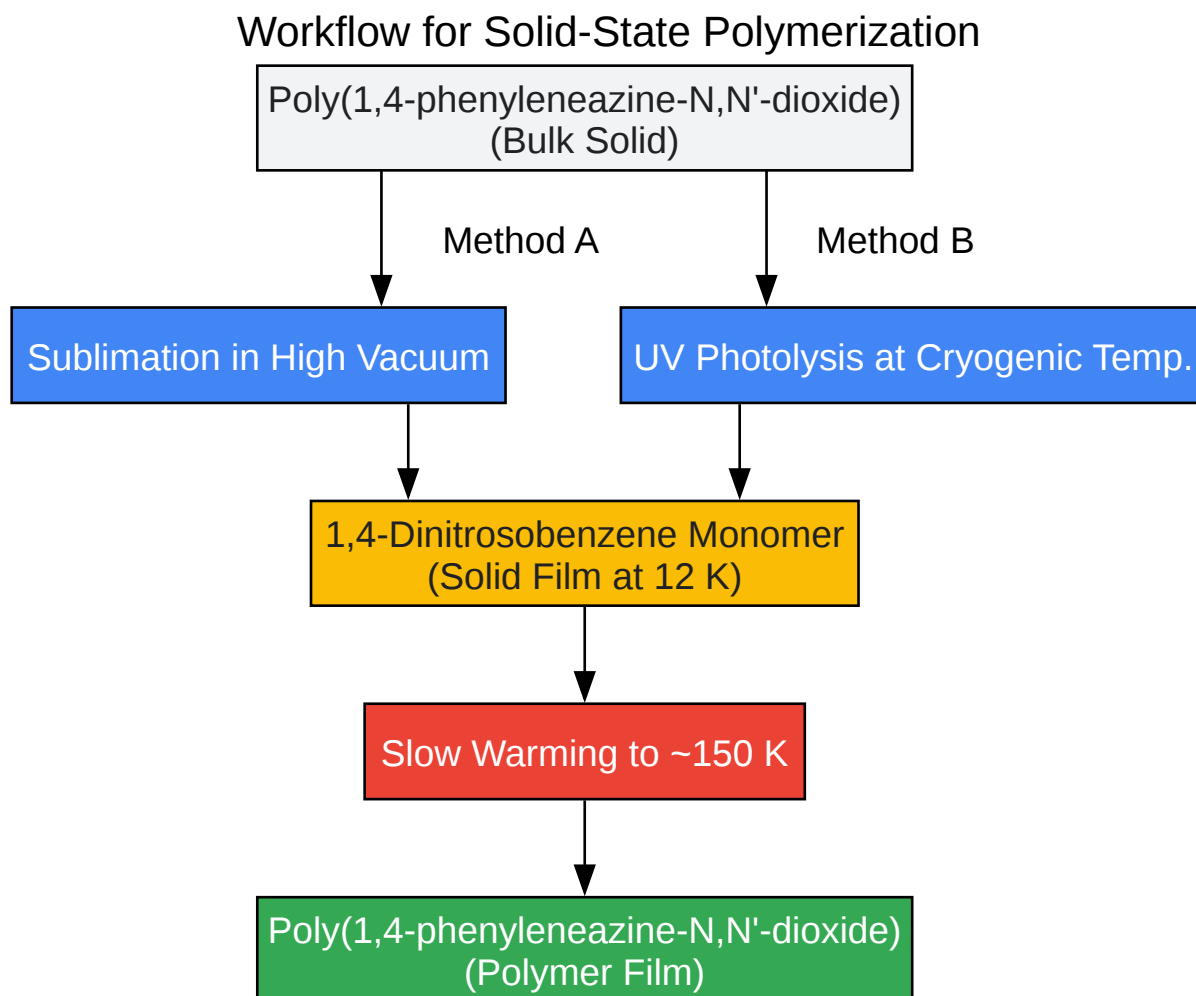 Workflow for Solid-State Polymerization
Poly(1,4-phenyleneazine-N,N'-dioxide)
(Bulk Solid)
Method A
Method B
Sublimation in High Vacuum
UV Photolysis at Cryogenic Temp.
1,4-Dinitrosobenzene Monomer
(Solid Film at 12 K)
Slow Warming to ~150 K
Poly(1,4-phenyleneazine-N,N'-dioxide)
(Polymer Film)